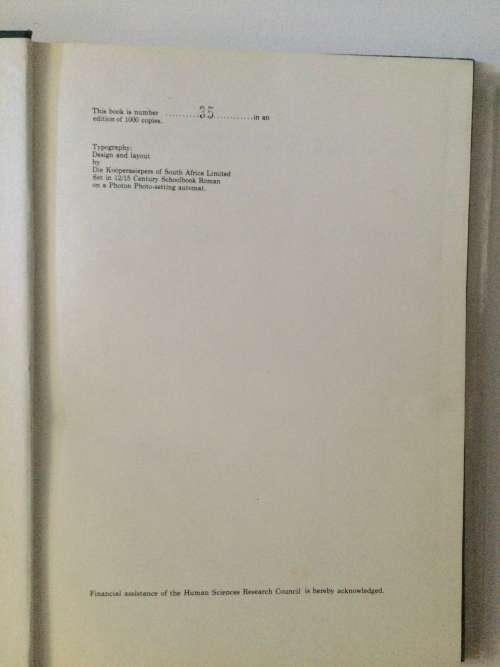 This book is number ..........35...........in an
edition of 1000 copies.
Typography:
Design and layout
by
Die Koöperasiepers of South Africa Limited
Set in 12/15 Century Schoolbook Roman
on a Photon Photo-setting automat.
Financial assistance of the Human Sciences Research Council is hereby acknowledged.